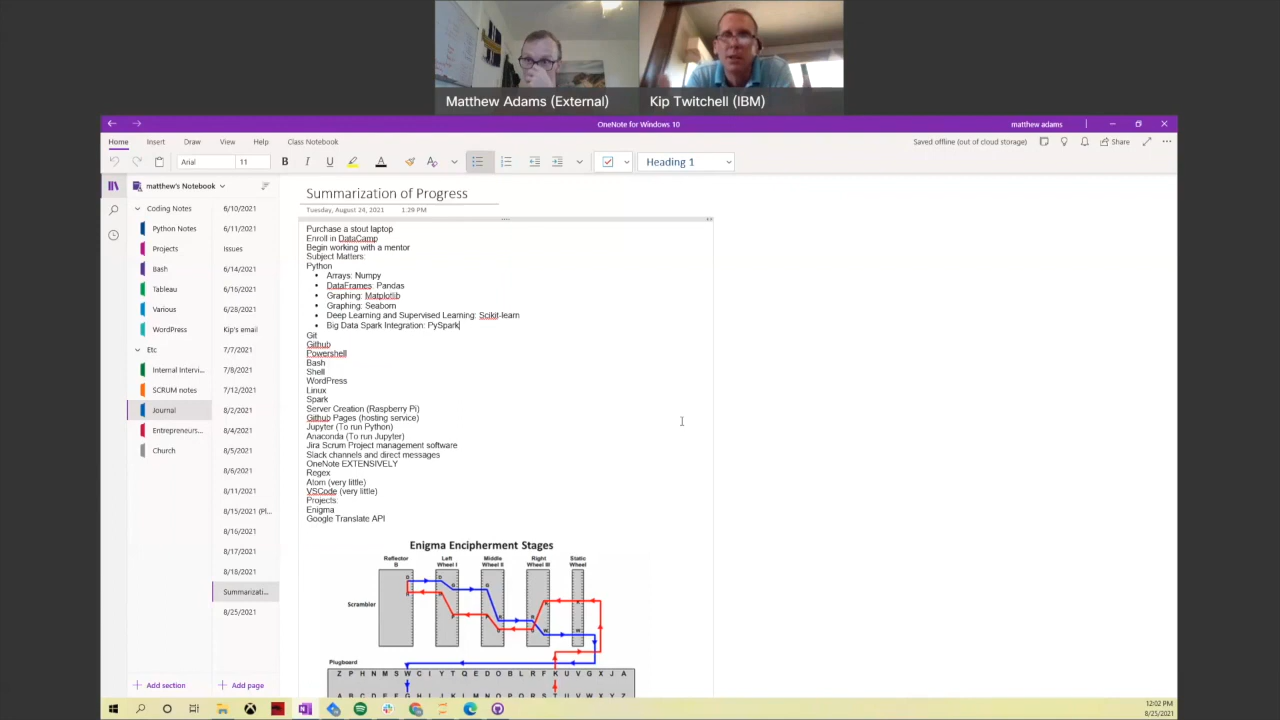 Matthew Adams (External)
Kip Twitchell (IBM)
OneNote for Windows 10
matthew adams
Home
Insert
Draw
View
Help
Class Notebook
Saved offline (out of cloud storage)
Share
Arial
11
B
I
U
A
Heading 1
matthew's Notebook
Coding Notes
Python Notes
Projects
Bash
Tableau
Various
WordPress
Etc
Internal Intervi...
SCRUM notes
Journal
Entrepreneurs...
Church
Add section
6/10/2021
6/11/2021
Issues
6/14/2021
6/16/2021
6/28/2021
Kip's email
7/7/2021
7/8/2021
7/12/2021
8/2/2021
8/4/2021
8/5/2021
8/6/2021
8/11/2021
8/15/2021 (Pl...
8/16/2021
8/17/2021
8/18/2021
Summarizati...
8/25/2021
Add page
Summarization of Progress
Tuesday, August 24, 2021 1:29 PM
Purchase a stout laptop
Enroll in DataCamp
Begin working with a mentor
Subject Matters:
Python
• Arrays: Numpy
• DataFrames: Pandas
• Graphing: Matplotlib
• Graphing: Seaborn
• Deep Learning and Supervised Learning: Scikit-learn
• Big Data Spark Integration: PySpark
Git
Github
Powershell
Bash
Shell
WordPress
Linux
Spark
Server Creation (Raspberry Pi)
Github Pages (hosting service)
Jupyter (To run Python)
Anaconda (To run Jupyter)
Jira Scrum Project management software
Slack channels and direct messages
OneNote EXTENSIVELY
Regex
Atom (very little)
VSCode (very little)
Projects:
Enigma
Google Translate API
Enigma Encipherment Stages
Reflector B
Left Wheel I
Middle Wheel II
Right Wheel III
Static Wheel
Scrambler
Plugboard
Z P H N M S W C I Y T Q E D O B L R F K U V G X J A
12:02 PM
8/25/2021